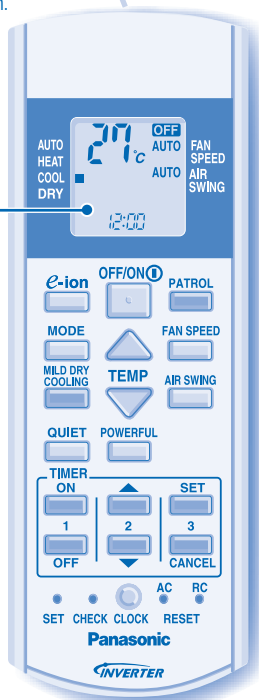 n.
OFF
27°C AUTO FAN SPEED
AUTO
HEAT
COOL
DRY
AUTO AIR SWING
12:00
e-ion OFF/ON PATROL
MODE FAN SPEED
MILD DRY COOLING TEMP AIR SWING
QUIET POWERFUL
TIMER
ON SET
1 2 3
OFF CANCEL
AC RC
SET CHECK CLOCK RESET
Panasonic
INVERTER